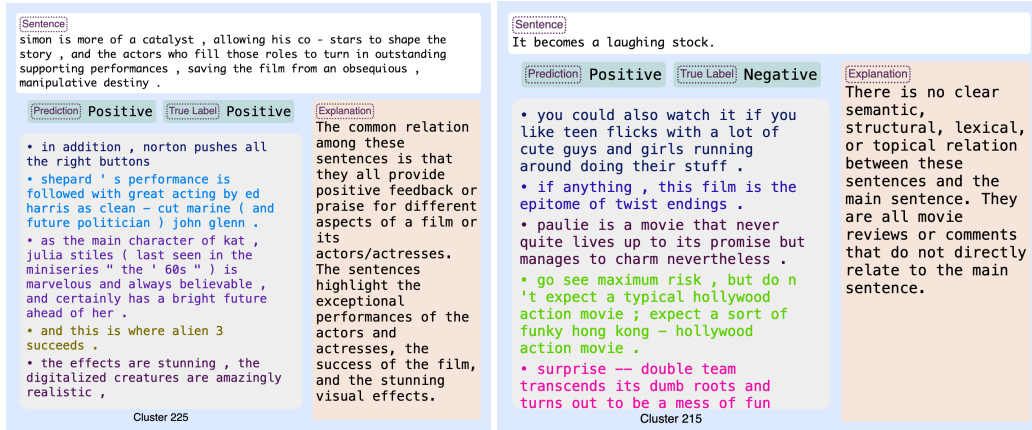 Sentence
simon is more of a catalyst , allowing his co - stars to shape the
story , and the actors who fill those roles to turn in outstanding
supporting performances , saving the film from an obsequious ,
manipulative destiny .
Prediction Positive True Label Positive
• in addition , norton pushes all
the right buttons
• shepard ' s performance is
followed with great acting by ed
harris as clean - cut marine ( and
future politician ) john glenn .
• as the main character of kat ,
julia stiles ( last seen in the
miniseries " the ' 60s " ) is
marvelous and always believable ,
and certainly has a bright future
ahead of her .
• and this is where alien 3
succeeds .
• the effects are stunning , the
digitalized creatures are amazingly
realistic ,
Explanation
The common relation
among these
sentences is that
they all provide
positive feedback or
praise for different
aspects of a film or
its
actors/actresses.
The sentences
highlight the
exceptional
performances of the
actors and
actresses, the
success of the film,
and the stunning
visual effects.
Cluster 225
Sentence
It becomes a laughing stock.
Prediction Positive True Label Negative
• you could also watch it if you
like teen flicks with a lot of
cute guys and girls running
around doing their stuff .
• if anything , this film is the
epitome of twist endings .
• paulie is a movie that never
quite lives up to its promise but
manages to charm nevertheless .
• go see maximum risk , but do n
't expect a typical hollywood
action movie ; expect a sort of
funky hong kong – hollywood
action movie .
• surprise -- double team
transcends its dumb roots and
turns out to be a mess of fun
Explanation
There is no clear
semantic,
structural, lexical,
or topical relation
between these
sentences and the
main sentence. They
are all movie
reviews or comments
that do not directly
relate to the main
sentence.
Cluster 215